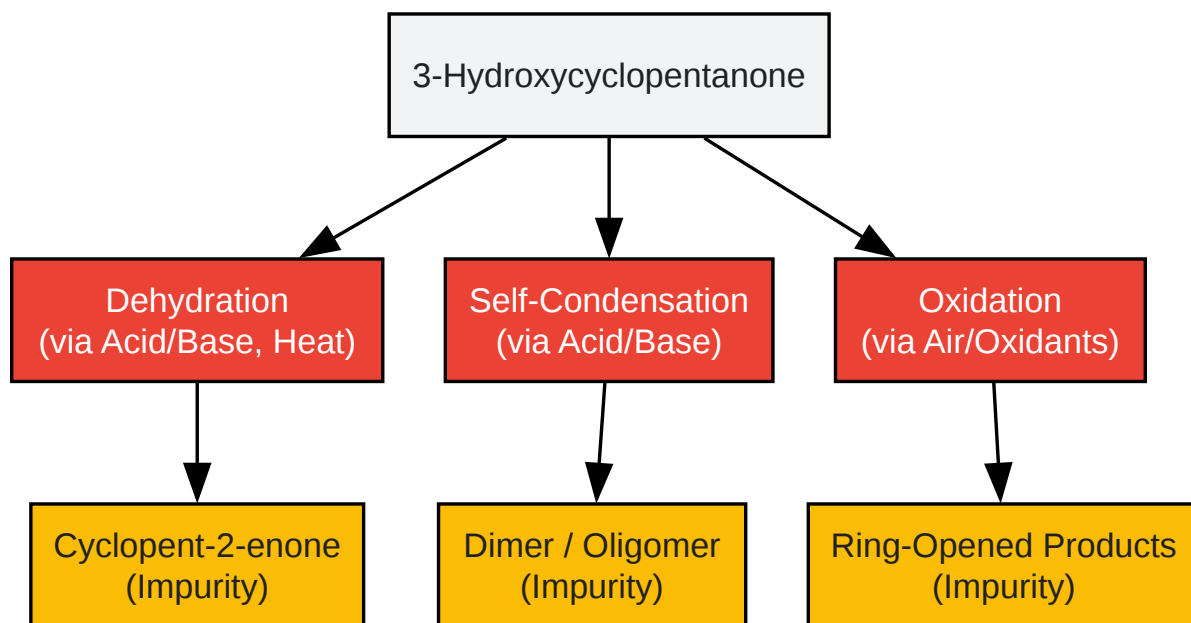 3-Hydroxycyclopentanone
Dehydration
(via Acid/Base, Heat)
Self-Condensation
(via Acid/Base)
Oxidation
(via Air/Oxidants)
Cyclopent-2-enone
(Impurity)
Dimer / Oligomer
(Impurity)
Ring-Opened Products
(Impurity)